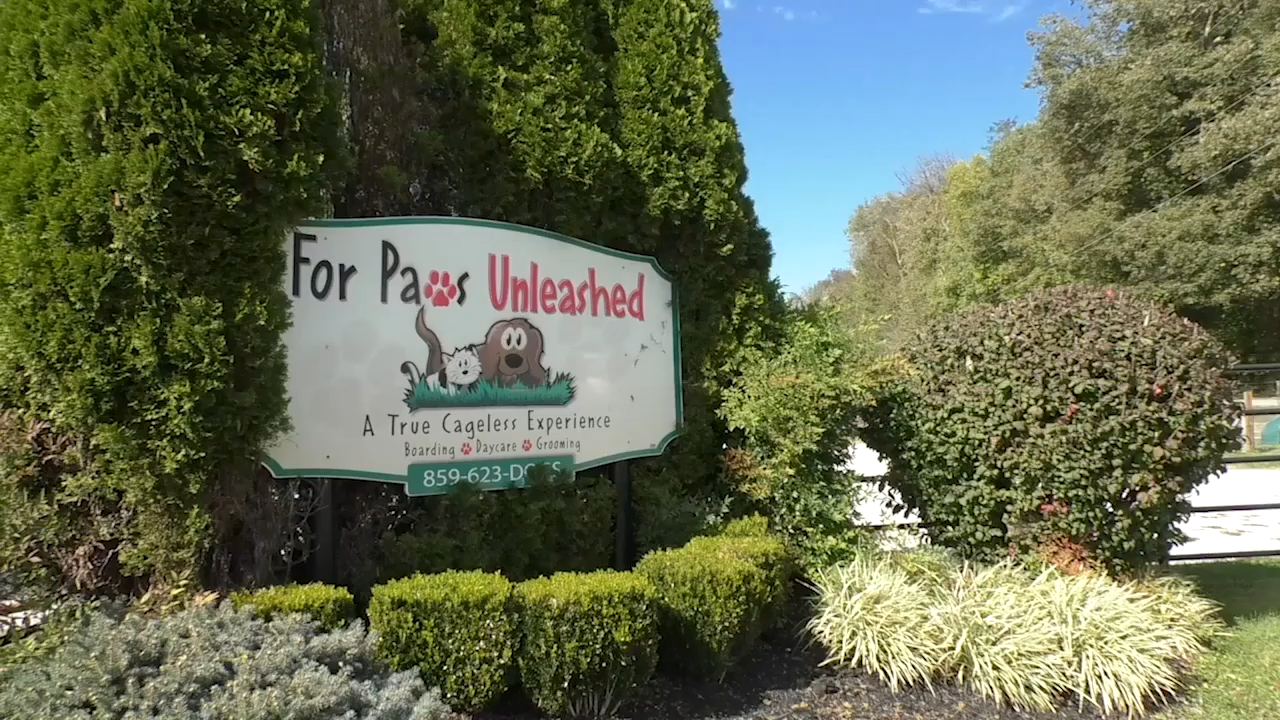 For Paws Unleashed
A True Cageless Experience
Boarding Daycare Grooming
859-623-DOGS